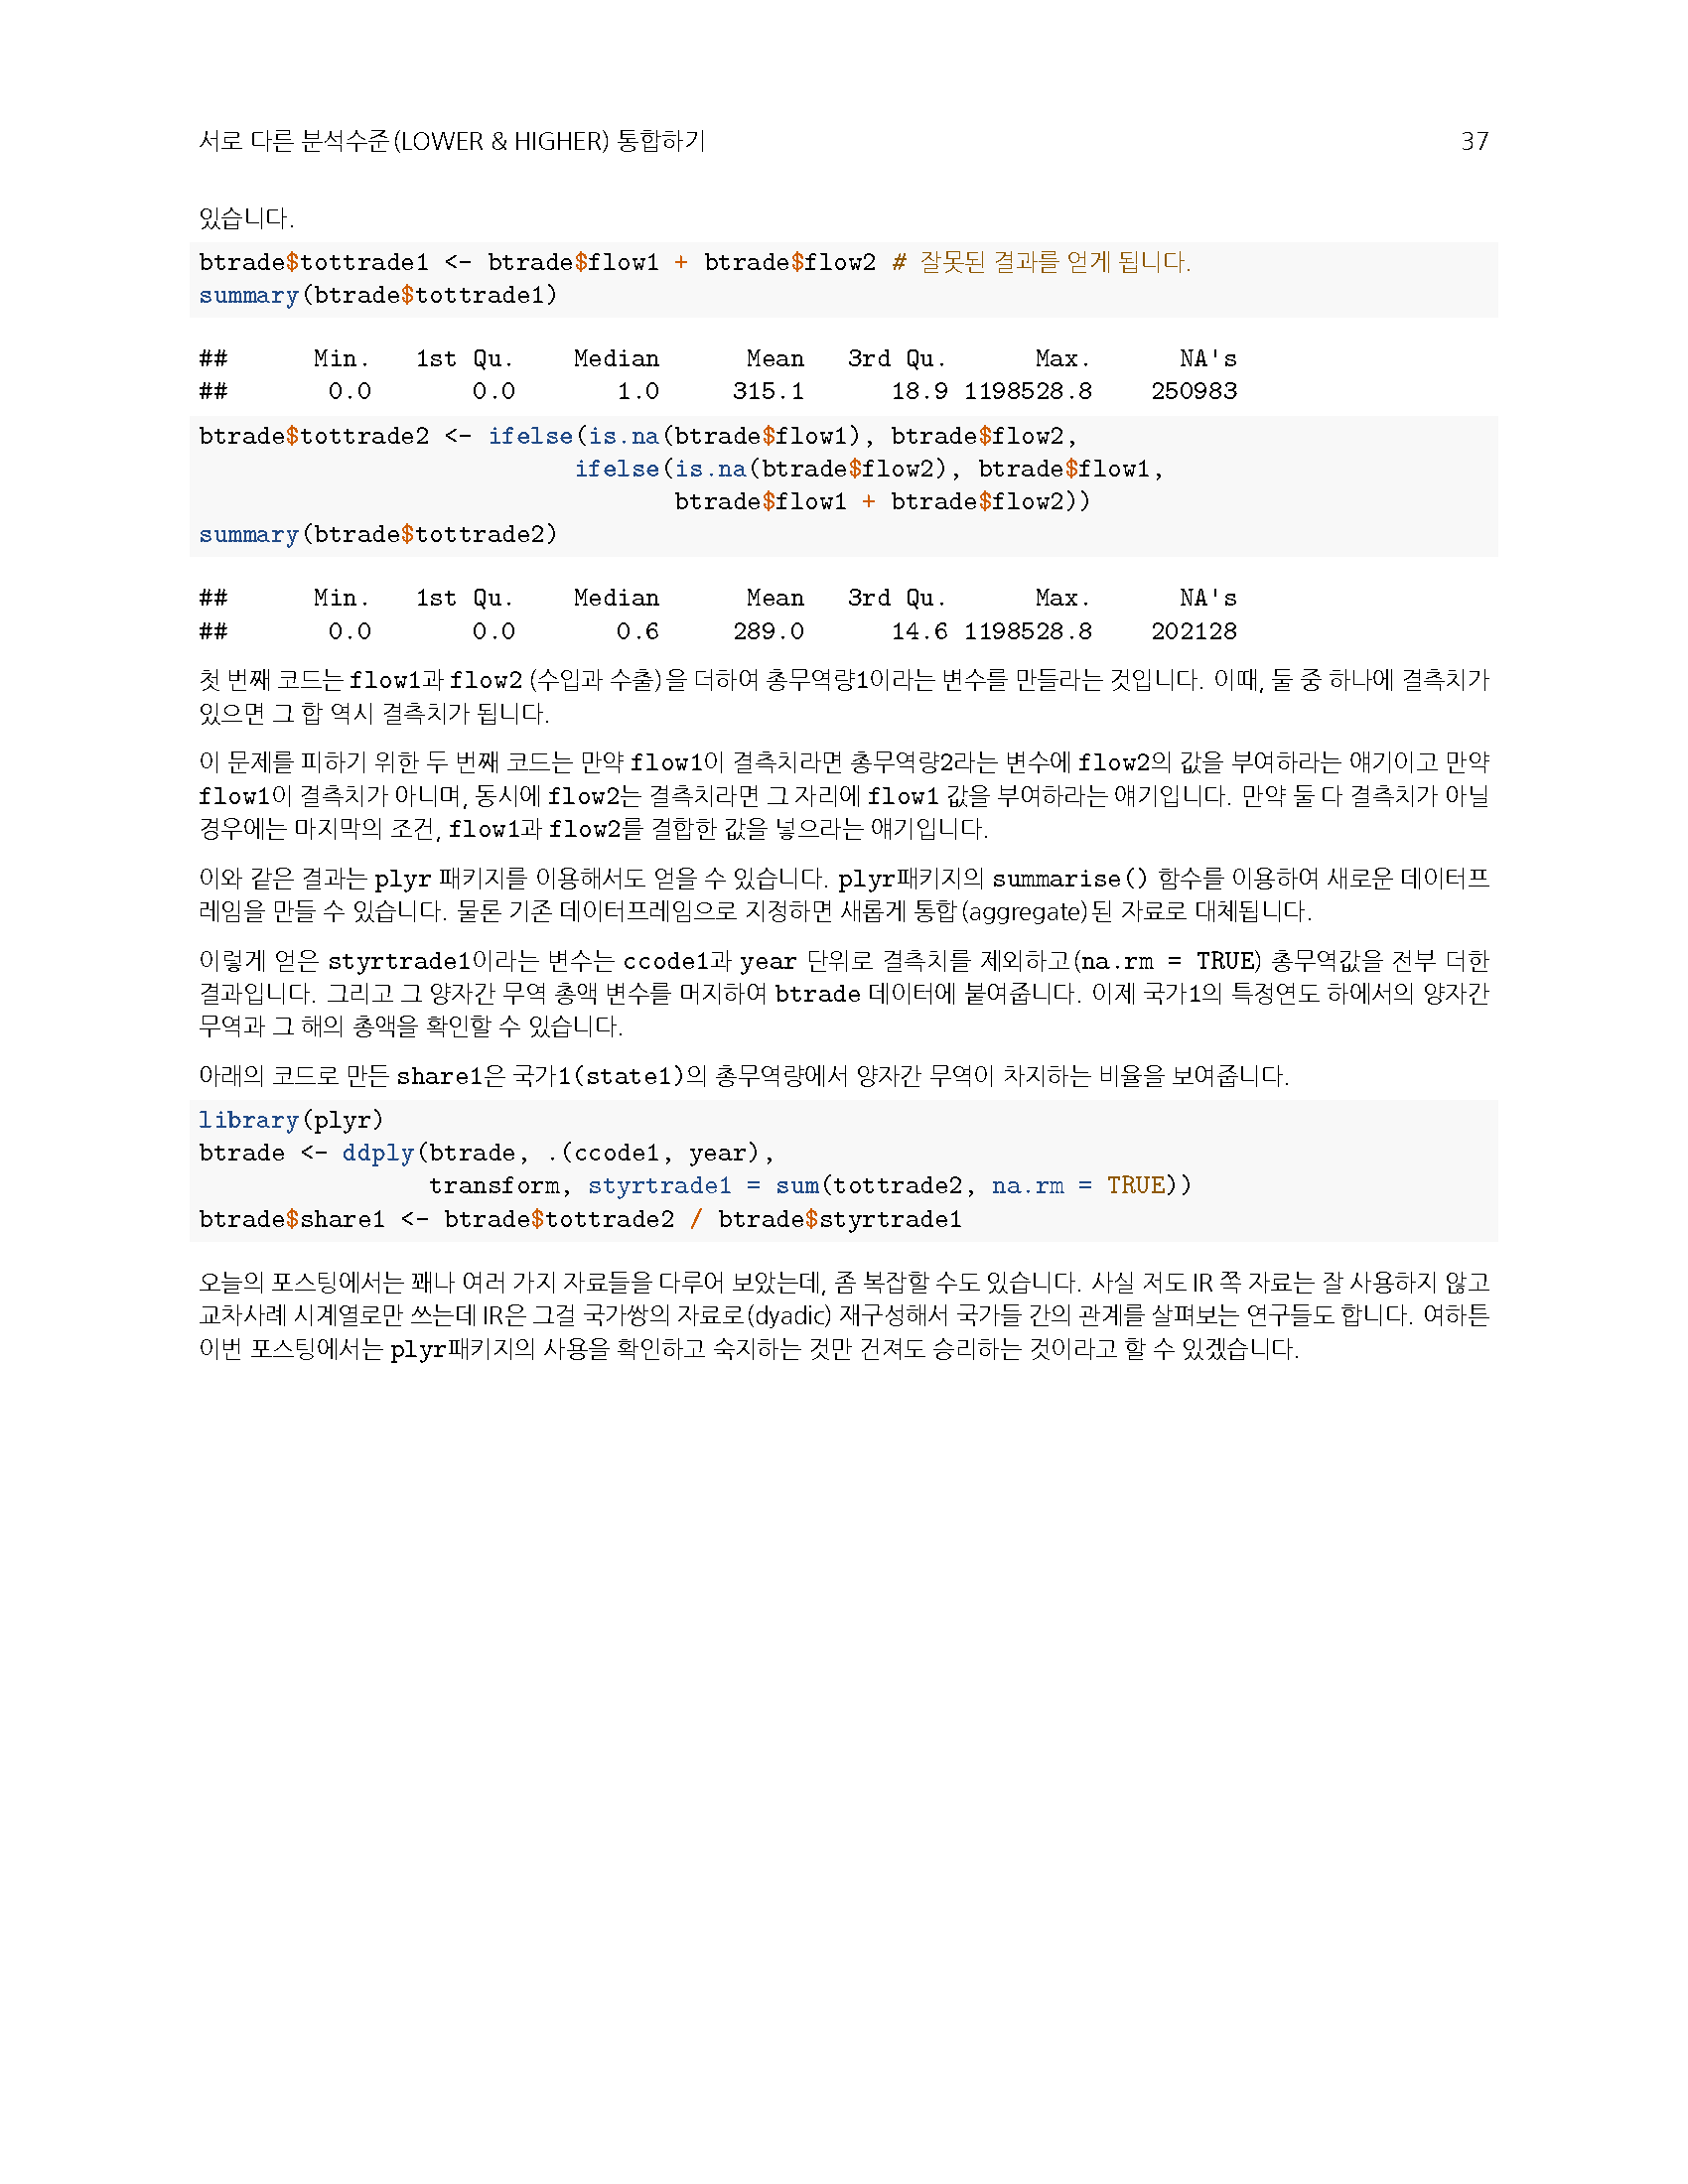 서로 다른 분석수준(LOWER & HIGHER) 통합하기 37
있습니다.
btrade$tottrade1 <- btrade$flow1 + btrade$flow2 # 잘못된 결과를 얻게 됩니다.
summary(btrade$tottrade1)
##      Min.   1st Qu.    Median      Mean   3rd Qu.      Max.      NA's
##       0.0       0.0       1.0     315.1      18.9 1198528.8    250983
btrade$tottrade2 <- ifelse(is.na(btrade$flow1), btrade$flow2,
                          ifelse(is.na(btrade$flow2), btrade$flow1,
                                 btrade$flow1 + btrade$flow2))
summary(btrade$tottrade2)
##      Min.   1st Qu.    Median      Mean   3rd Qu.      Max.      NA's
##       0.0       0.0       0.6     289.0      14.6 1198528.8    202128
첫 번째 코드는 flow1과 flow2 (수입과 수출)을 더하여 총무역량1이라는 변수를 만들라는 것입니다. 이때, 둘 중 하나에 결측치가
있으면 그 합 역시 결측치가 됩니다.
이 문제를 피하기 위한 두 번째 코드는 만약 flow1이 결측치라면 총무역량2라는 변수에 flow2의 값을 부여하라는 얘기이고 만약
flow1이 결측치가 아니며, 동시에 flow2는 결측치라면 그 자리에 flow1 값을 부여하라는 얘기입니다. 만약 둘 다 결측치가 아닐
경우에는 마지막의 조건, flow1과 flow2를 결합한 값을 넣으라는 얘기입니다.
이와 같은 결과는 plyr 패키지를 이용해서도 얻을 수 있습니다. plyr패키지의 summarise() 함수를 이용하여 새로운 데이터프
레임을 만들 수 있습니다. 물론 기존 데이터프레임으로 지정하면 새롭게 통합(aggregate)된 자료로 대체됩니다.
이렇게 얻은 styrtrade1이라는 변수는 ccode1과 year 단위로 결측치를 제외하고(na.rm = TRUE) 총무역값을 전부 더한
결과입니다. 그리고 그 양자간 무역 총액 변수를 머지하여 btrade 데이터에 붙여줍니다. 이제 국가1의 특정연도 하에서의 양자간
무역과 그 해의 총액을 확인할 수 있습니다.
아래의 코드로 만든 share1은 국가1(state1)의 총무역량에서 양자간 무역이 차지하는 비율을 보여줍니다.
library(plyr)
btrade <- ddply(btrade, .(ccode1, year),
                transform, styrtrade1 = sum(tottrade2, na.rm = TRUE))
btrade$share1 <- btrade$tottrade2 / btrade$styrtrade1
오늘의 포스팅에서는 꽤나 여러 가지 자료들을 다루어 보았는데, 좀 복잡할 수도 있습니다. 사실 저도 IR 쪽 자료는 잘 사용하지 않고
교차사례 시계열로만 쓰는데 IR은 그걸 국가쌍의 자료로(dyadic) 재구성해서 국가들 간의 관계를 살펴보는 연구들도 합니다. 여하튼
이번 포스팅에서는 plyr패키지의 사용을 확인하고 숙지하는 것만 건져도 승리하는 것이라고 할 수 있겠습니다.